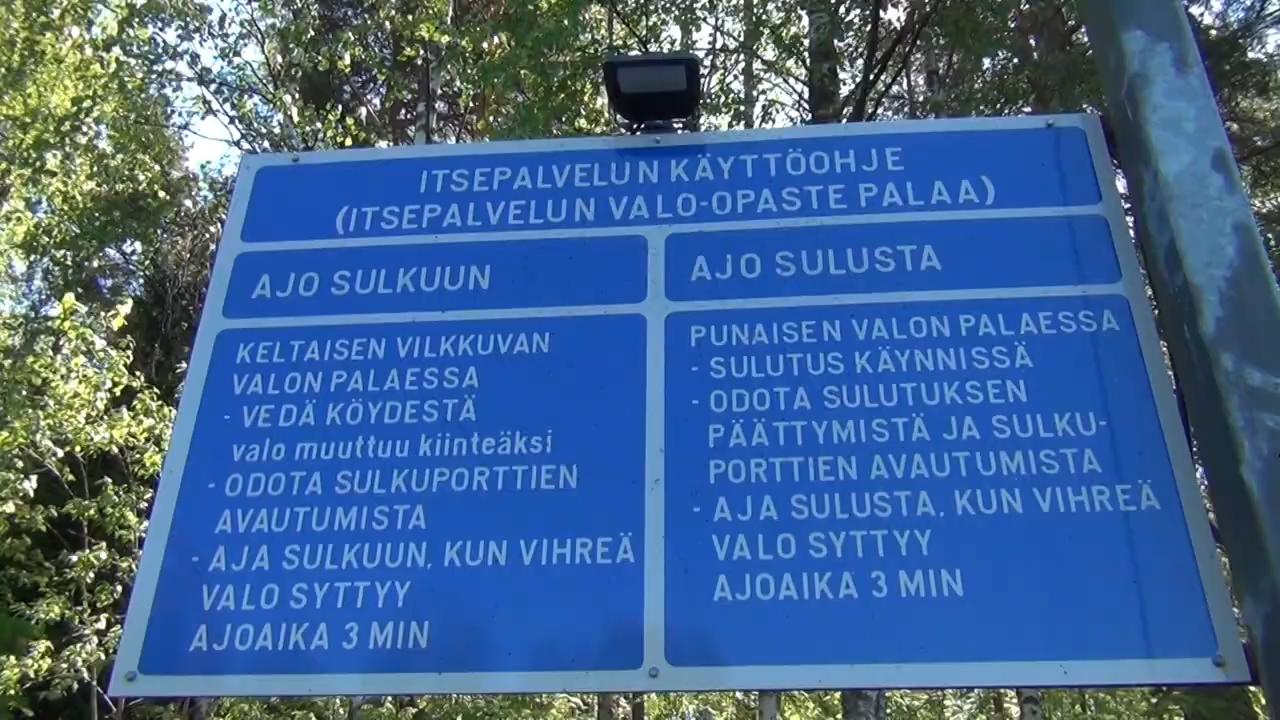 ITSEPALVELUN KÄYTTÖOHJE
(ITSEPALVELUN VALO-OPASTE PALAA)
AJO SULKUUN
KELTAISEN VILKKUVAN
VALON PALAESSA
- VEDÄ KÖYDESTÄ
valo muuttuu kiinteäksi
- ODOTA SULKUPORTTIEN
AVAUTUMISTA
- AJA SULKUUN, KUN VIHREÄ
VALO SYTTYY
AJOAIKA 3 MIN
AJO SULUSTA
PUNAISEN VALON PALAESSA
- SULUTUS KÄYNNISSÄ
- ODOTA SULUTUKSEN
PÄÄTTYMISTÄ JA SULKU-
PORTTIEN AVAUTUMISTA
- AJA SULUSTA, KUN VIHREÄ
VALO SYTTYY
AJOAIKA 3 MIN